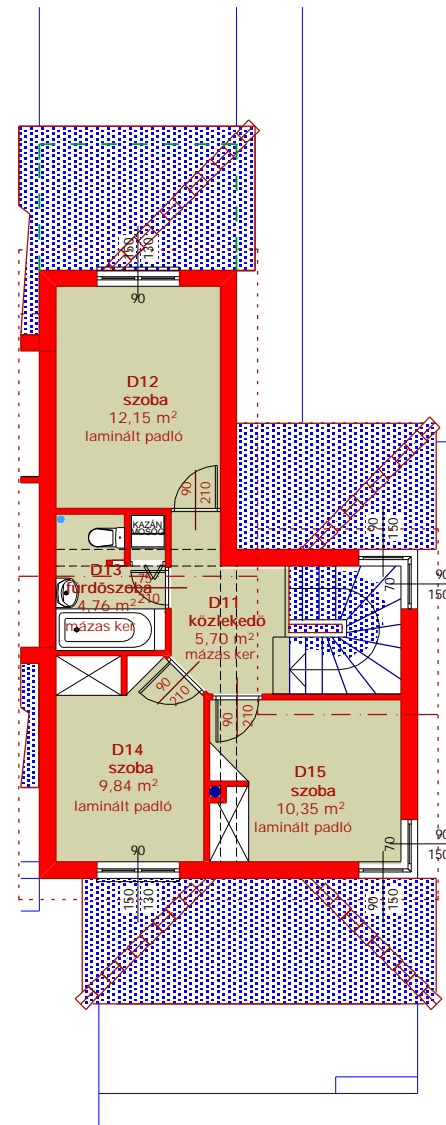 150
130
90
D12
szoba
12,15 m²
laminált padló
90
210
90
150
KAZÁN
MOSÓG
D13
fürdőszoba
4,76 m²
mázas ker
75
210
D11
közlekedő
5,70 m²
mázas ker
70
90
150
90
210
90
210
D14
szoba
9,84 m²
laminált padló
D15
szoba
10,35 m²
laminált padló
90
70
90
150
150
130
90
150